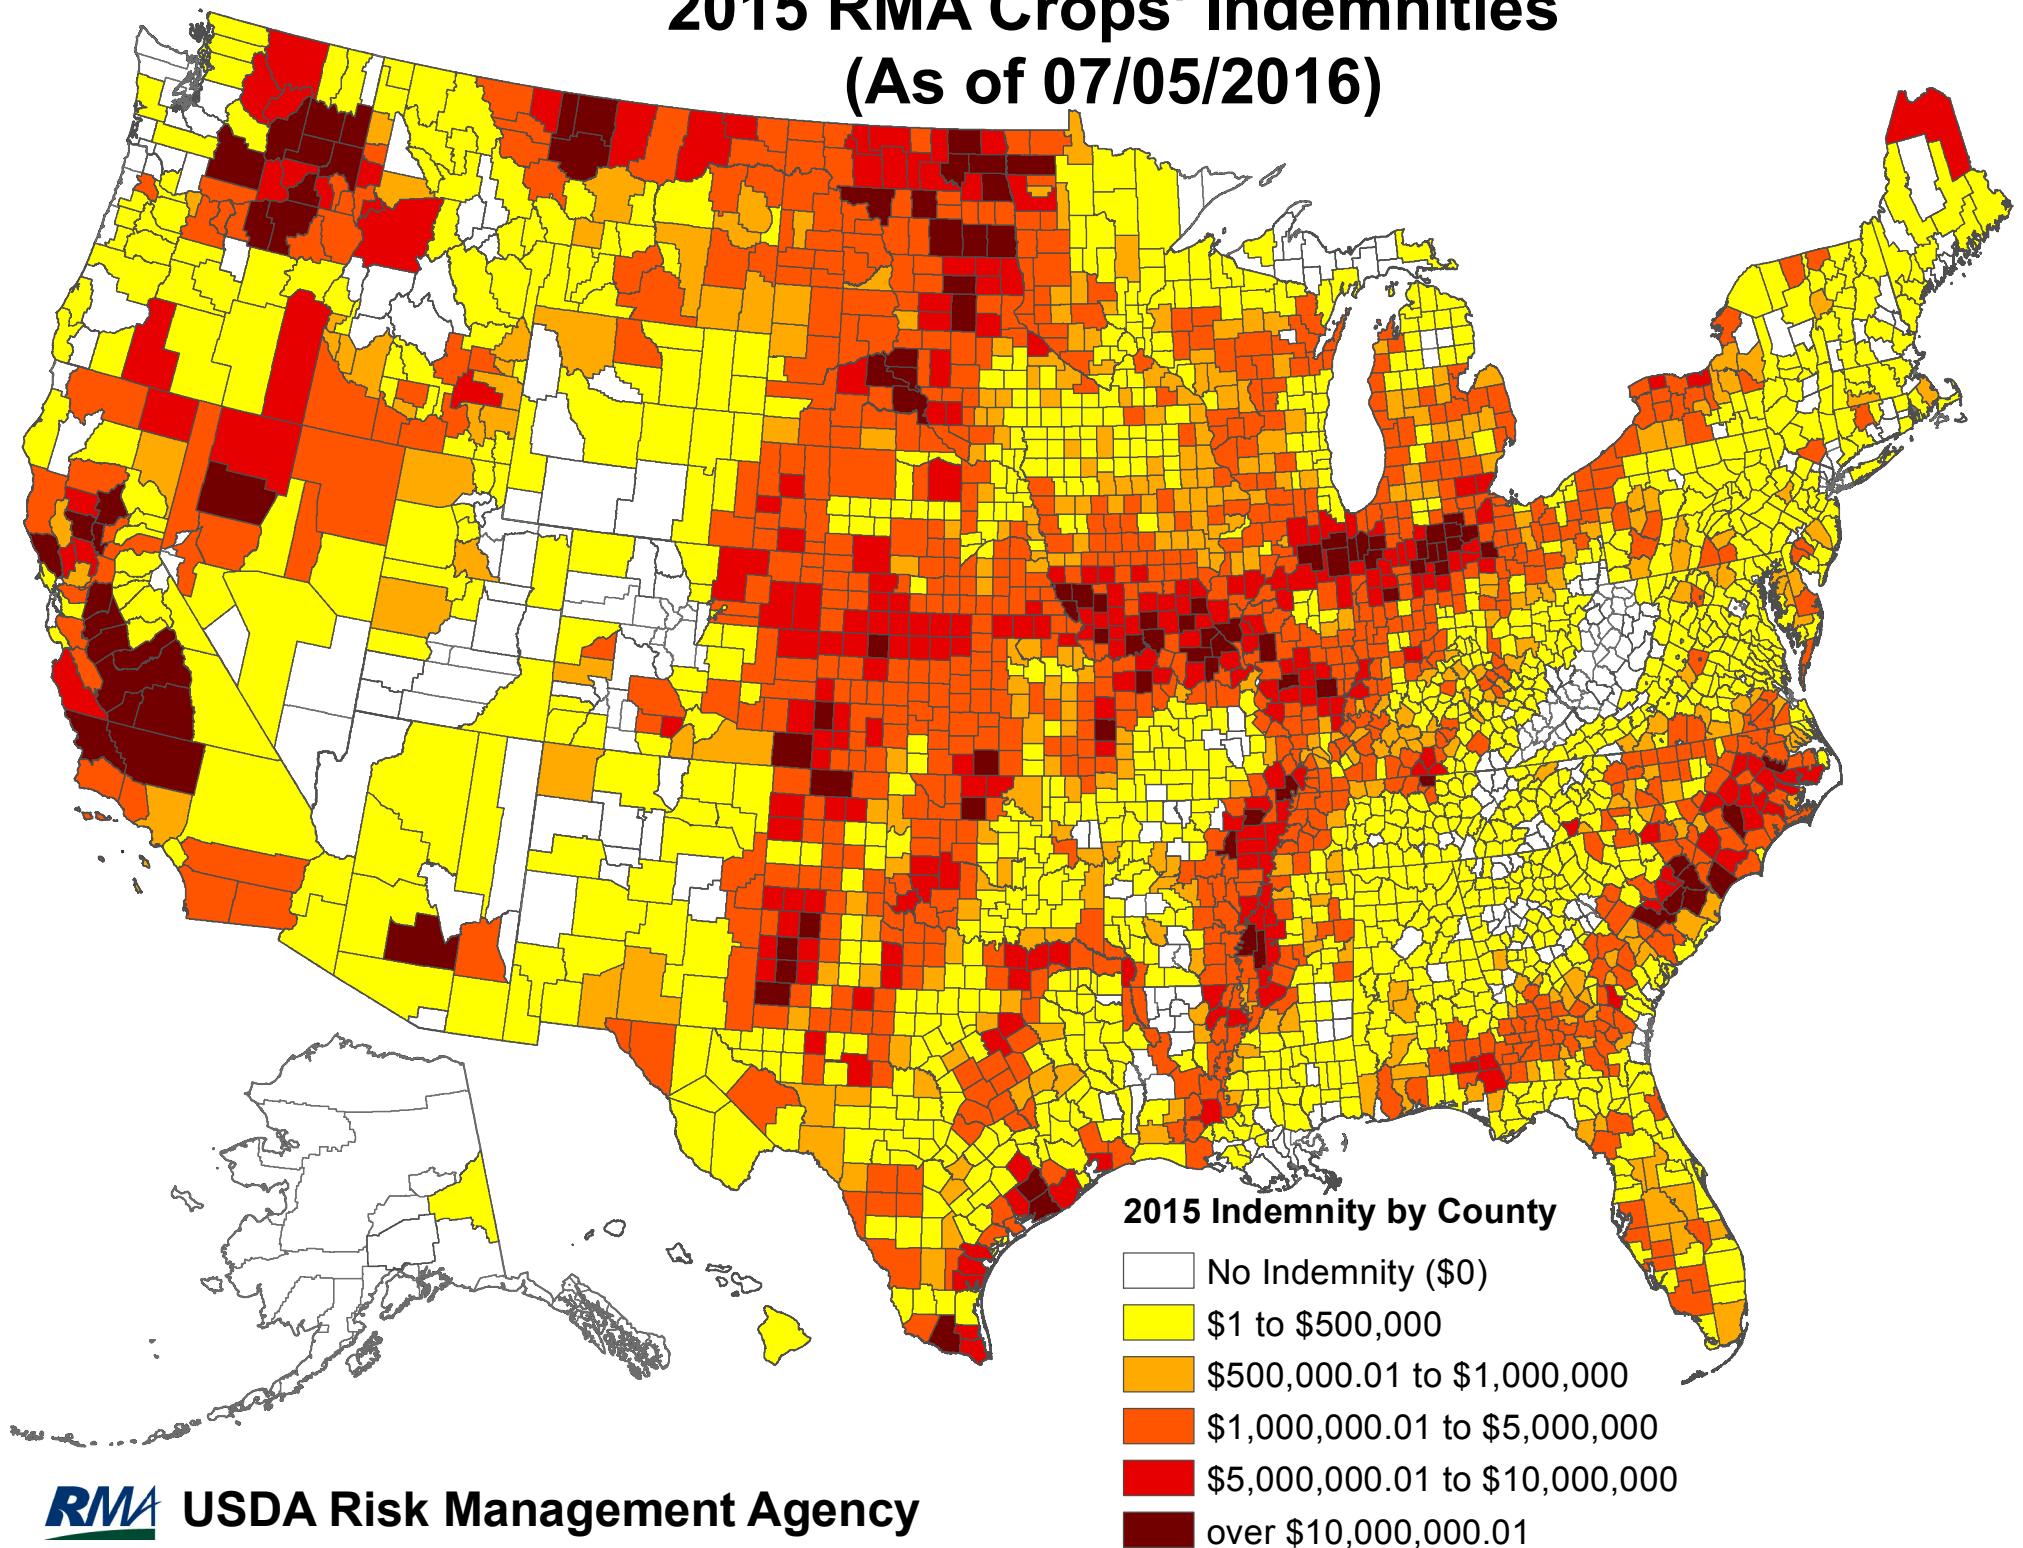 2015 RMA Crops' Indemnities
(As of 07/05/2016)
2015 Indemnity by County
No Indemnity ($0)
$1 to $500,000
$500,000.01 to $1,000,000
$1,000,000.01 to $5,000,000
$5,000,000.01 to $10,000,000
over $10,000,000.01
RMA USDA Risk Management Agency